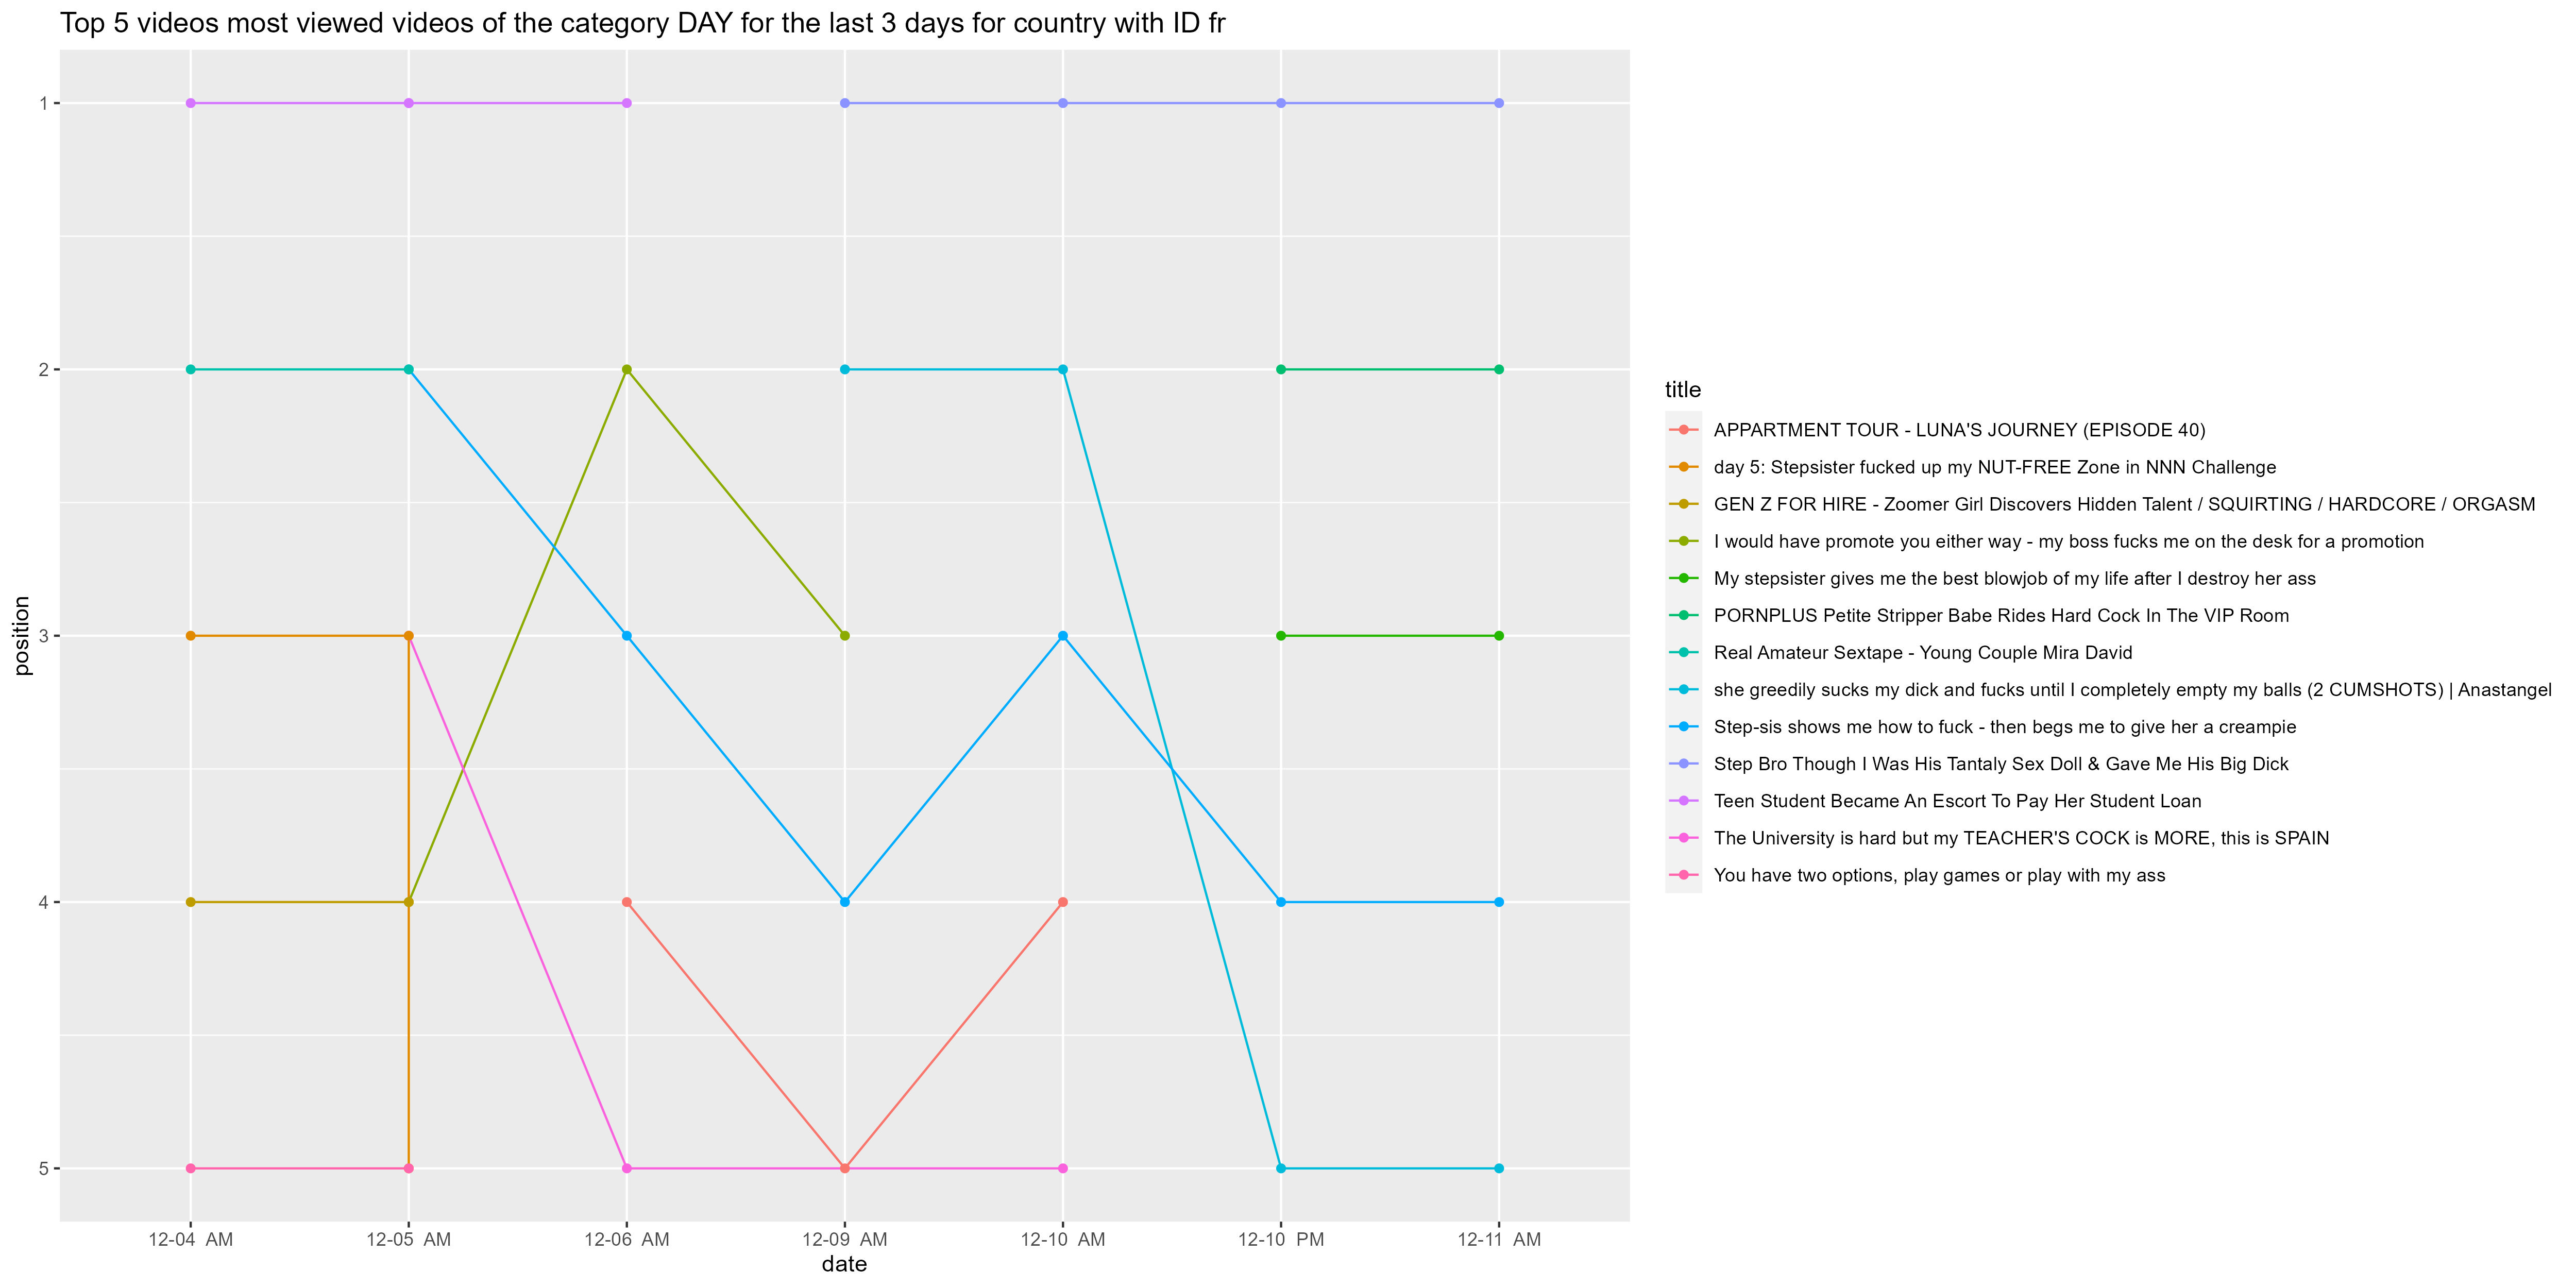 Top 5 videos most viewed videos of the category DAY for the last 3 days for country with ID fr
position
1
2
3
4
5
12-04 AM
12-05 AM
12-06 AM
12-09 AM
12-10 AM
12-10 PM
12-11 AM
date
title
APPARTMENT TOUR - LUNA'S JOURNEY (EPISODE 40)
day 5: Stepsister fucked up my NUT-FREE Zone in NNN Challenge
GEN Z FOR HIRE - Zoomer Girl Discovers Hidden Talent / SQUIRTING / HARDCORE / ORGASM
I would have promote you either way - my boss fucks me on the desk for a promotion
My stepsister gives me the best blowjob of my life after I destroy her ass
PORNPLUS Petite Stripper Babe Rides Hard Cock In The VIP Room
Real Amateur Sextape - Young Couple Mira David
she greedily sucks my dick and fucks until I completely empty my balls (2 CUMSHOTS) | Anastangel
Step-sis shows me how to fuck - then begs me to give her a creampie
Step Bro Though I Was His Tantaly Sex Doll & Gave Me His Big Dick
Teen Student Became An Escort To Pay Her Student Loan
The University is hard but my TEACHER'S COCK is MORE, this is SPAIN
You have two options, play games or play with my ass